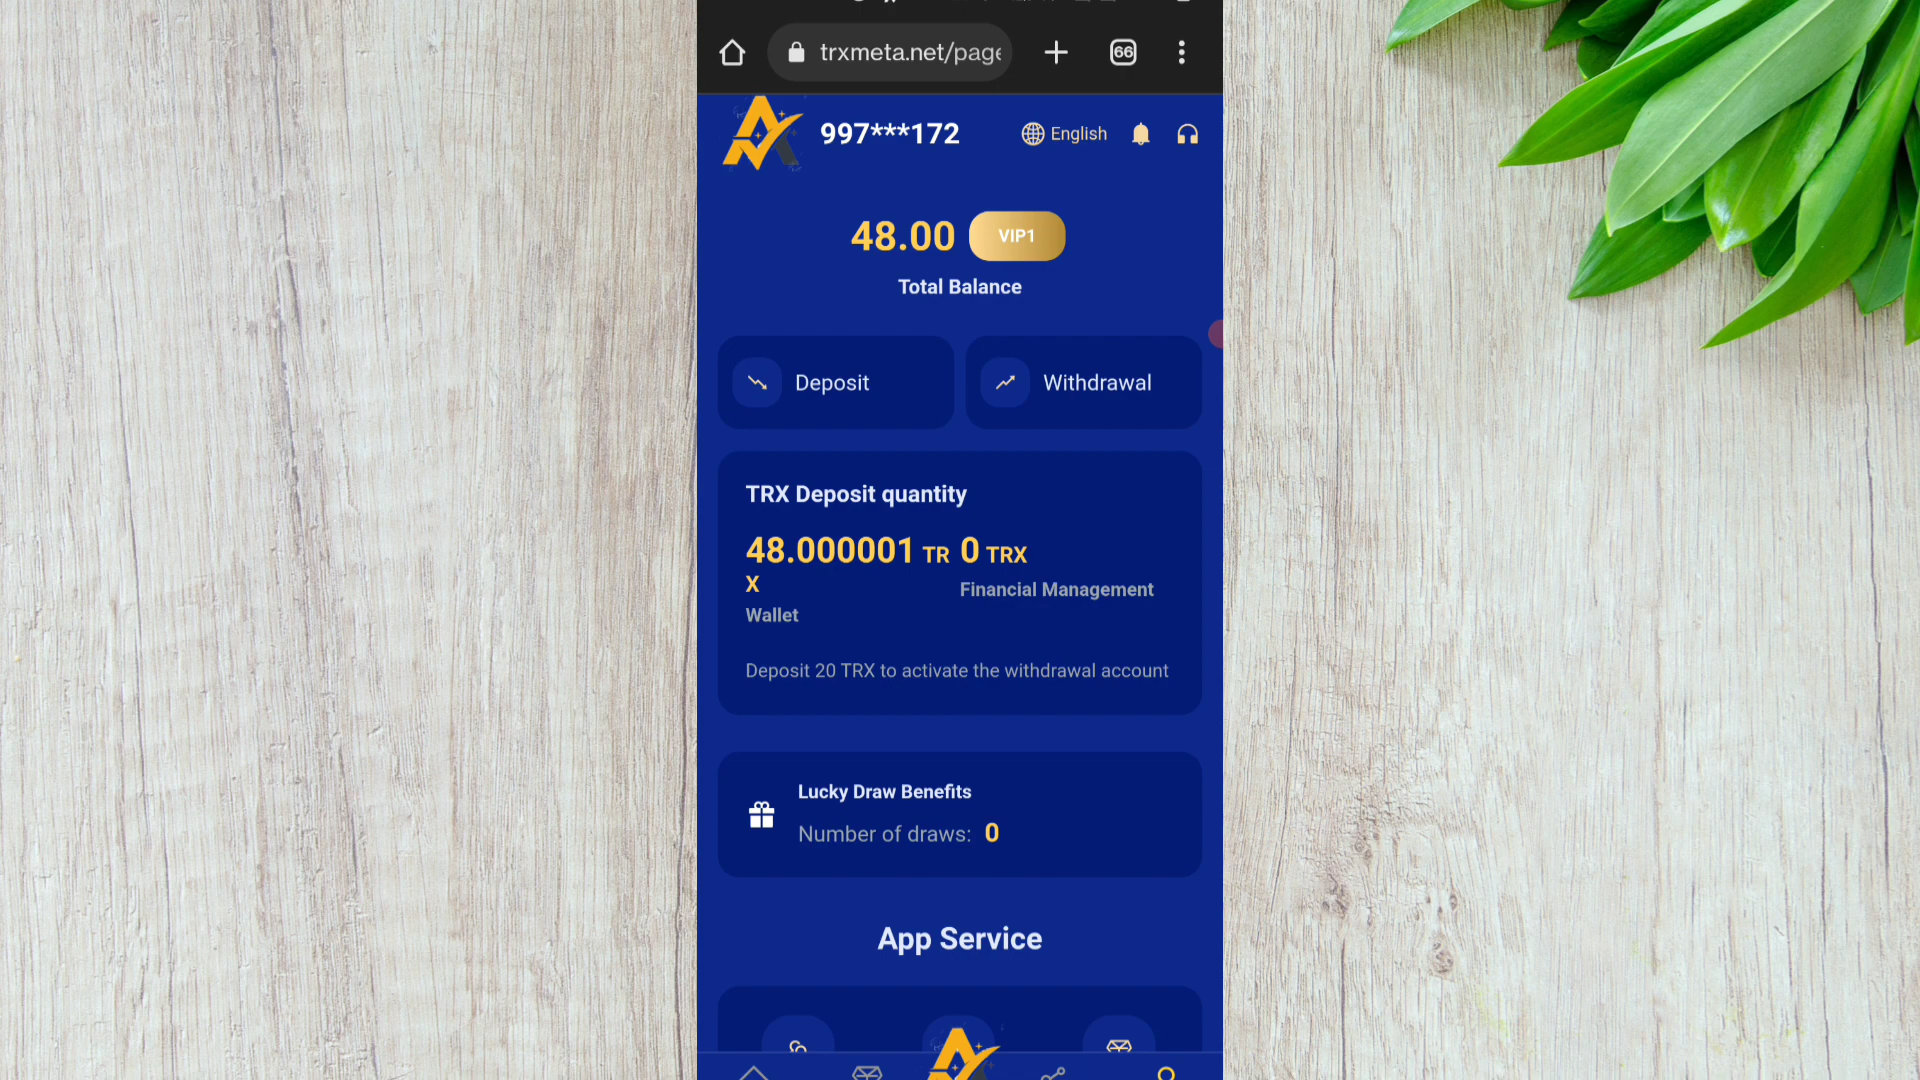 trxmeta.net/page
66
997***172
English
48.00 VIP1
Total Balance
Deposit
Withdrawal
TRX Deposit quantity
48.000001 TR
X
Wallet
0 TRX
Financial Management
Deposit 20 TRX to activate the withdrawal account
Lucky Draw Benefits
Number of draws: 0
App Service